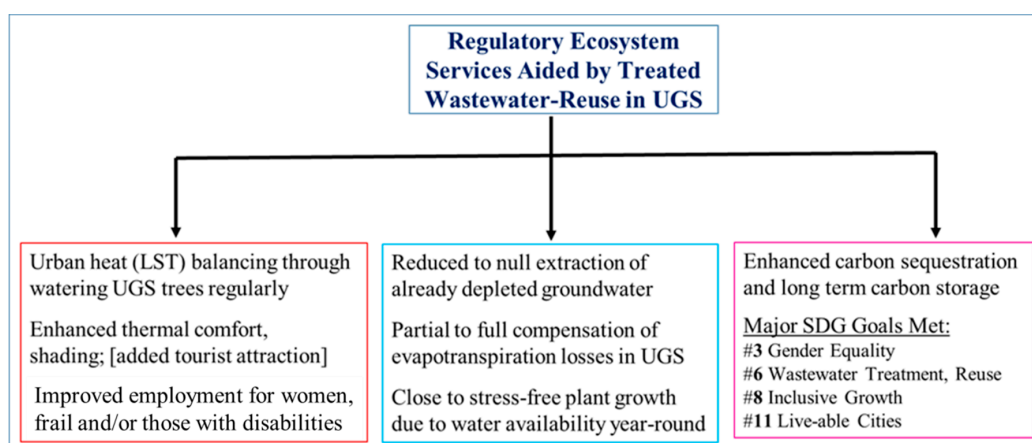 Regulatory Ecosystem
Services Aided by Treated
Wastewater-Reuse in UGS
Urban heat (LST) balancing through
watering UGS trees regularly
Enhanced thermal comfort,
shading; [added tourist attraction]
Improved employment for women,
frail and/or those with disabilities
Reduced to null extraction of
already depleted groundwater
Partial to full compensation of
evapotranspiration losses in UGS
Close to stress-free plant growth
due to water availability year-round
Enhanced carbon sequestration
and long term carbon storage
Major SDG Goals Met:
#3 Gender Equality
#6 Wastewater Treatment, Reuse
#8 Inclusive Growth
#11 Live-able Cities